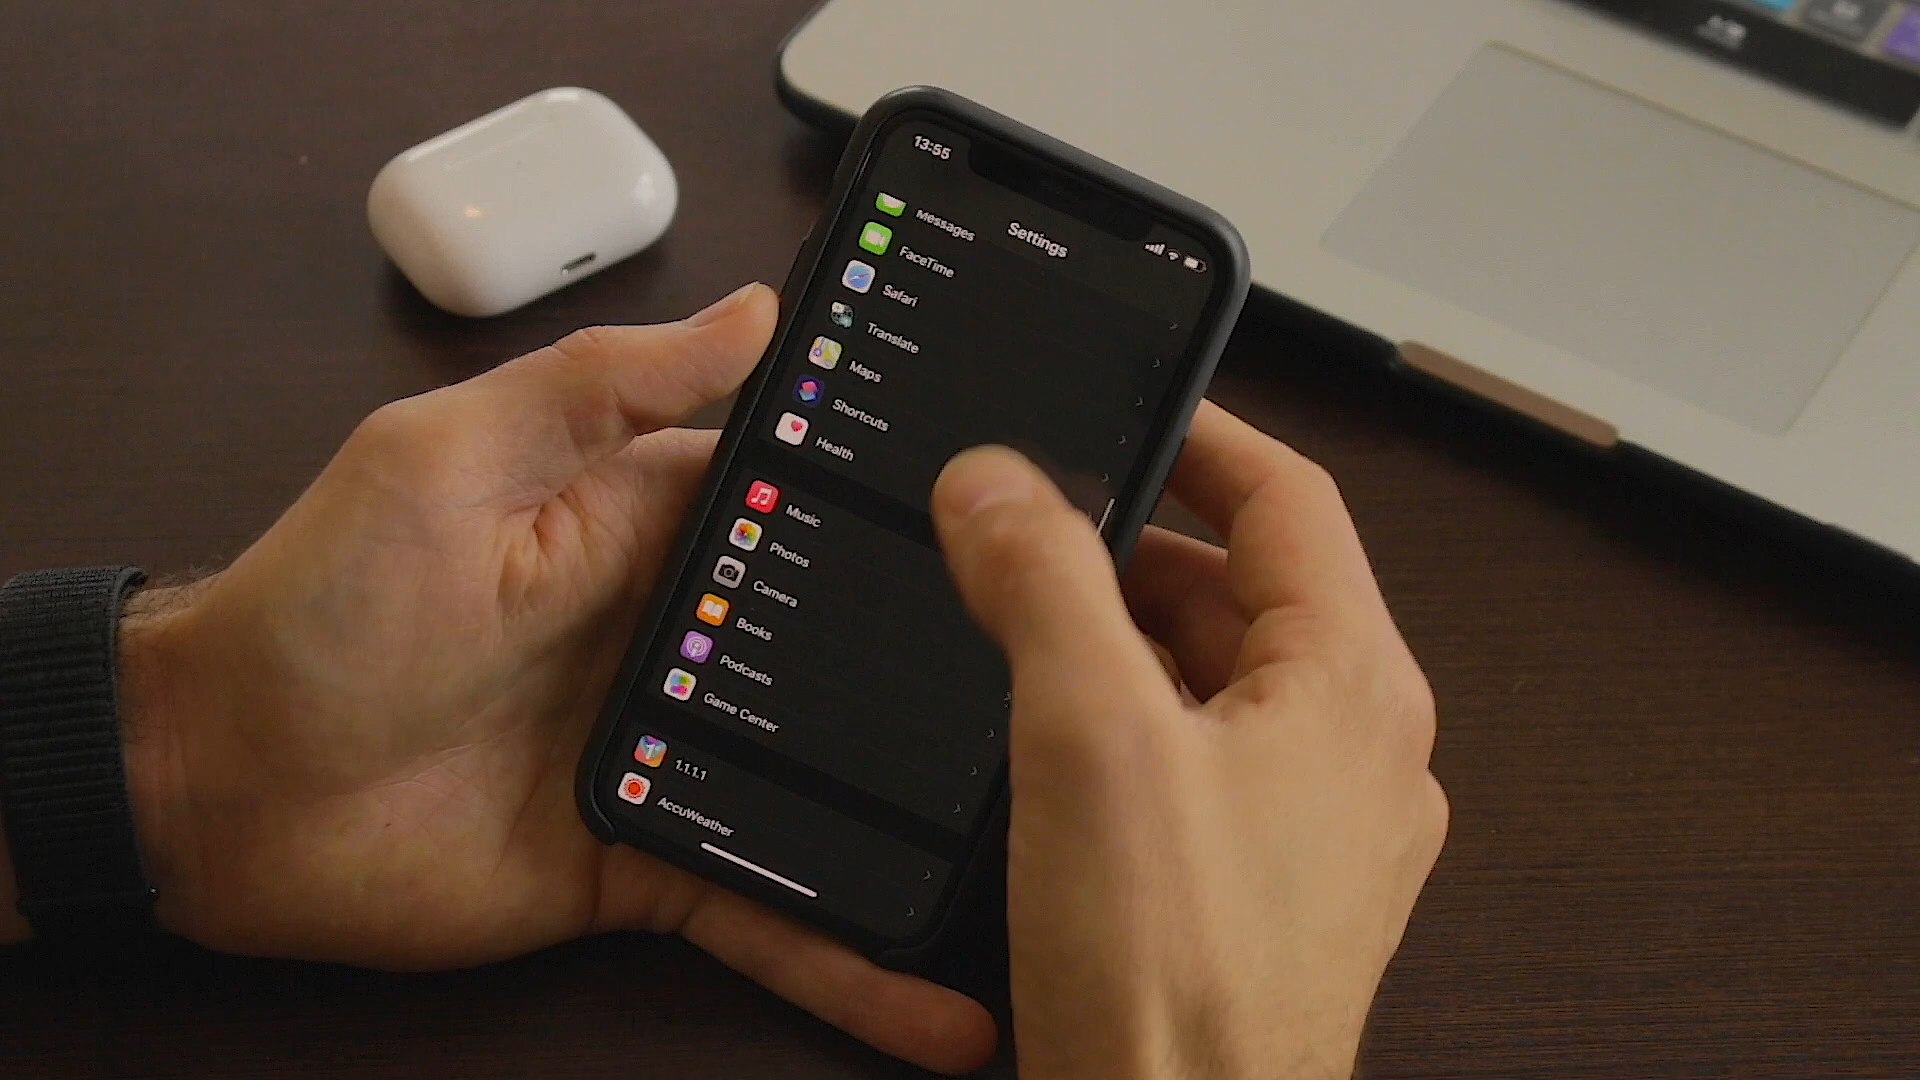 13:55
Settings
Messages
FaceTime
Safari
Translate
Maps
Shortcuts
Health
Music
Photos
Camera
Books
Podcasts
Game Center
1.1.1.1
AccuWeather